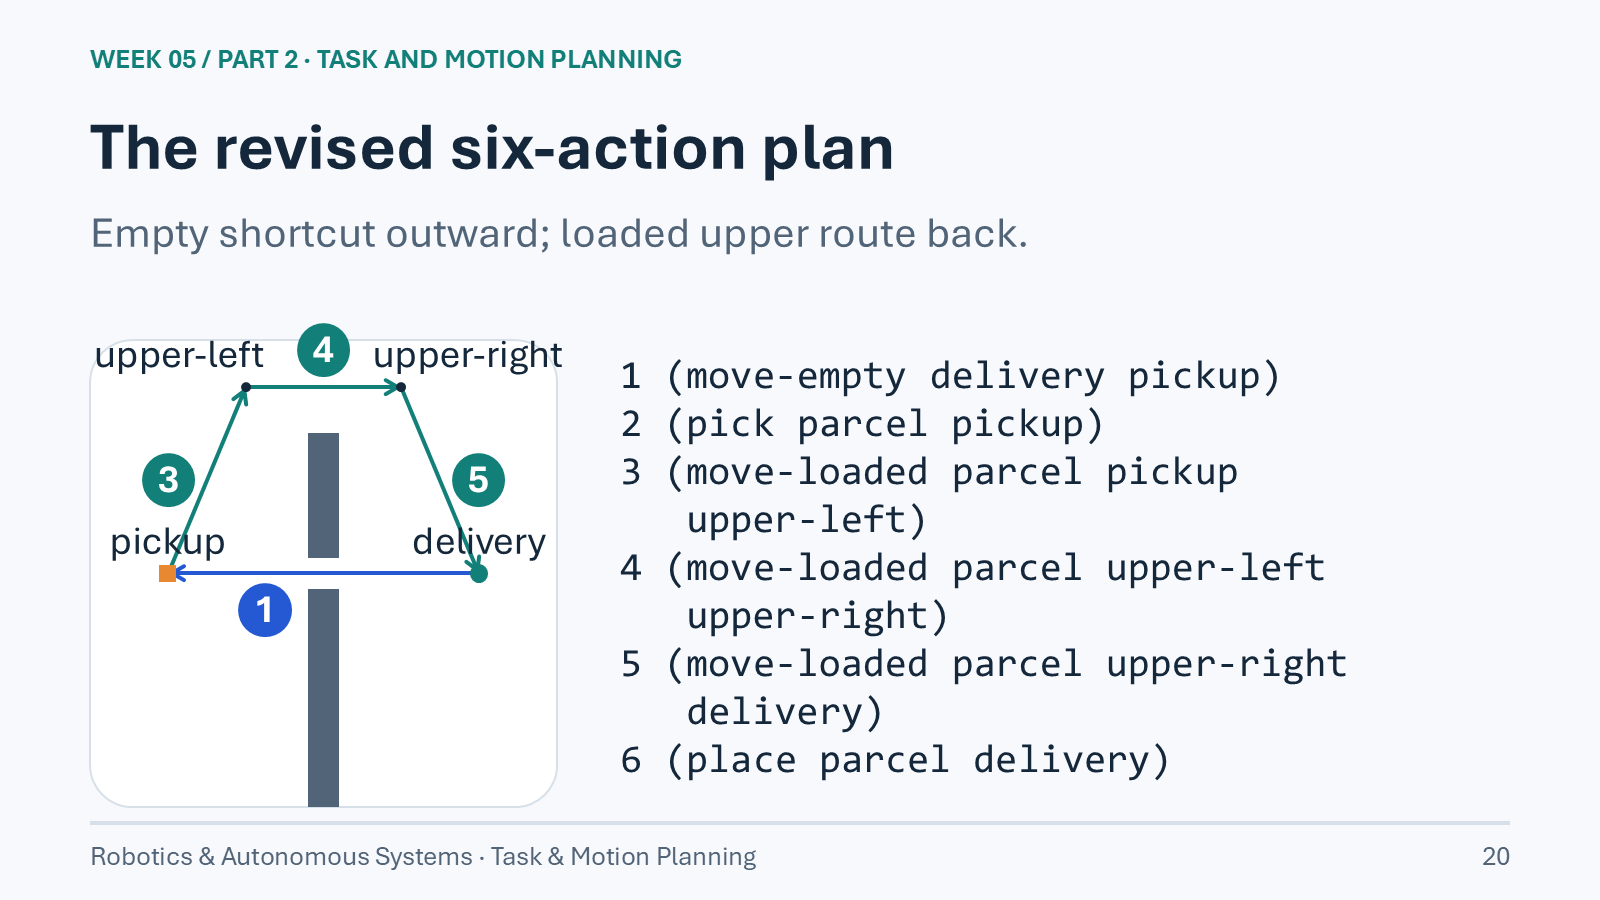 WEEK 05 / PART 2 · TASK AND MOTION PLANNING
The revised six-action plan
Empty shortcut outward; loaded upper route back.
upper-left 4 upper-right
3 5
pickup delivery
1
1 (move-empty delivery pickup)
2 (pick parcel pickup)
3 (move-loaded parcel pickup
upper-left)
4 (move-loaded parcel upper-left
upper-right)
5 (move-loaded parcel upper-right
delivery)
6 (place parcel delivery)
Robotics & Autonomous Systems · Task & Motion Planning 20